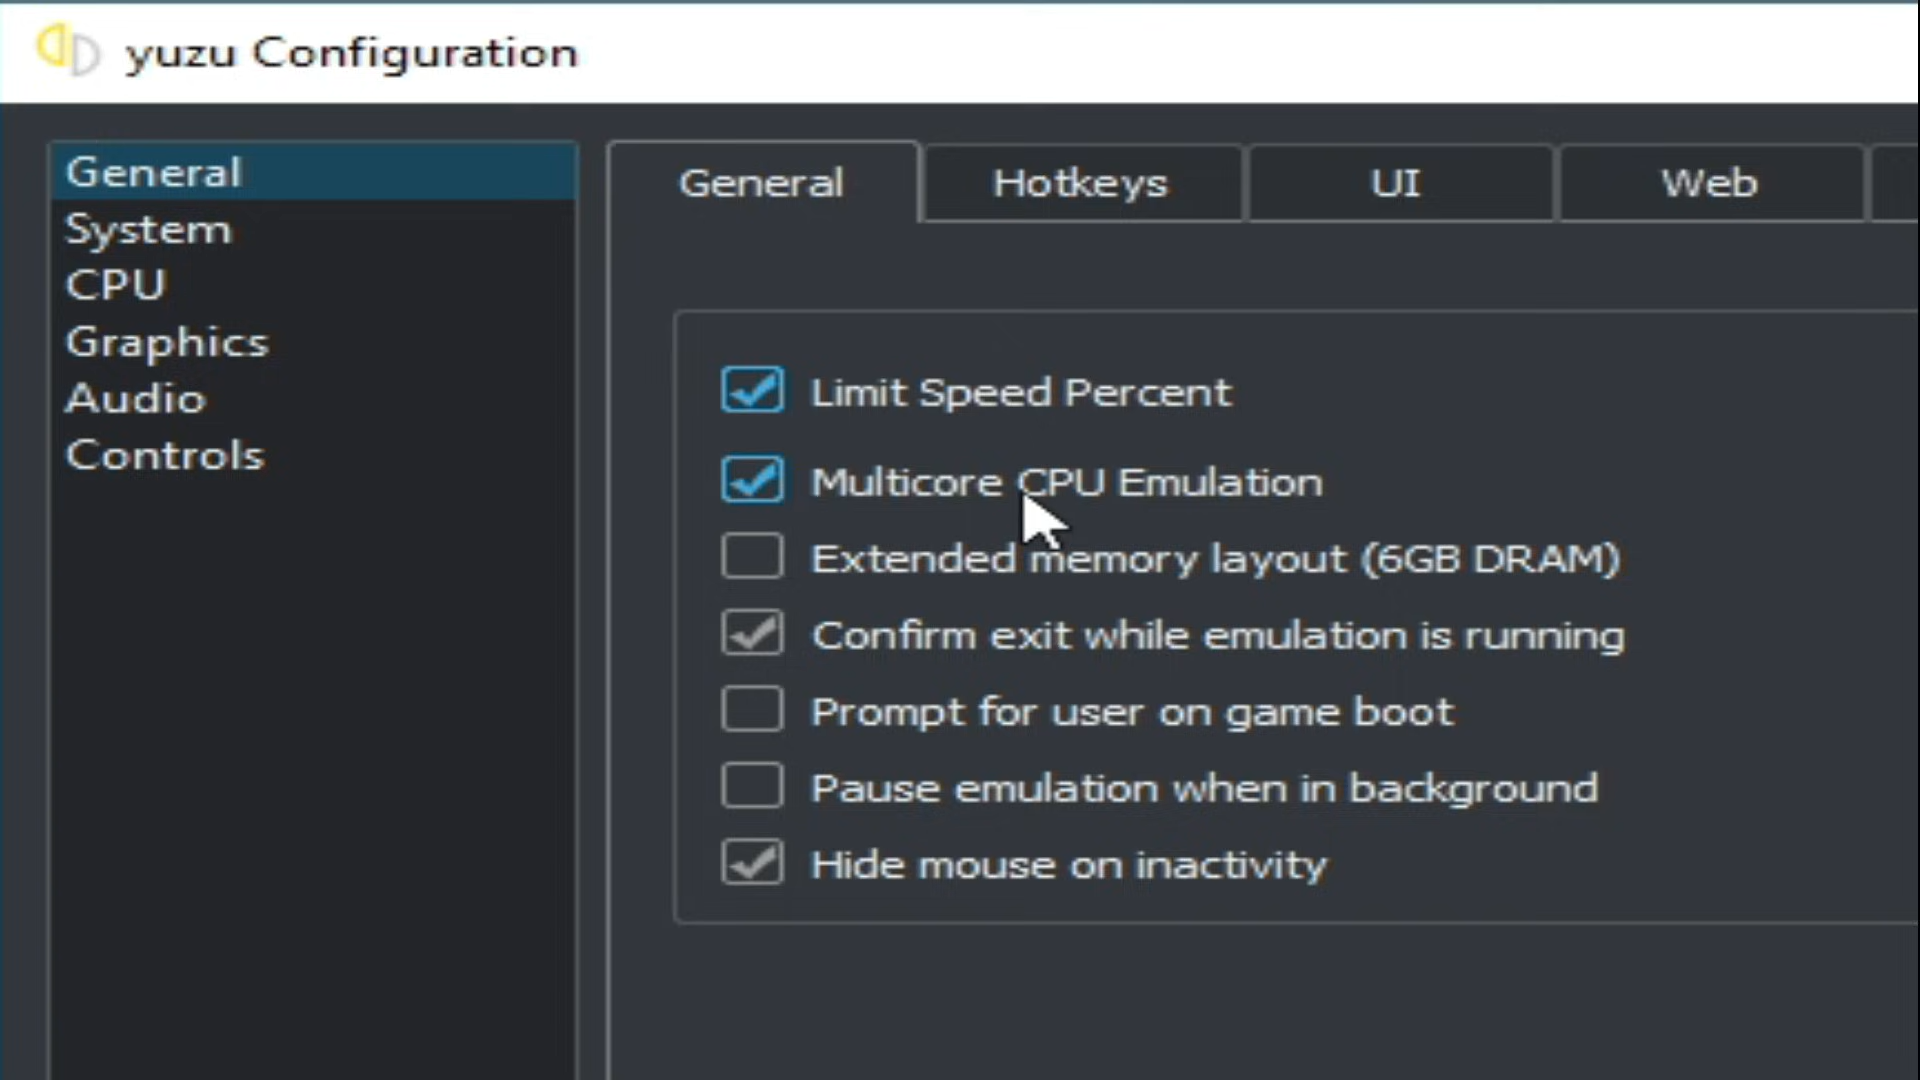 yuzu Configuration
General
System
CPU
Graphics
Audio
Controls
General
Hotkeys
UI
Web
Limit Speed Percent
Multicore CPU Emulation
Extended memory layout (6GB DRAM)
Confirm exit while emulation is running
Prompt for user on game boot
Pause emulation when in background
Hide mouse on inactivity